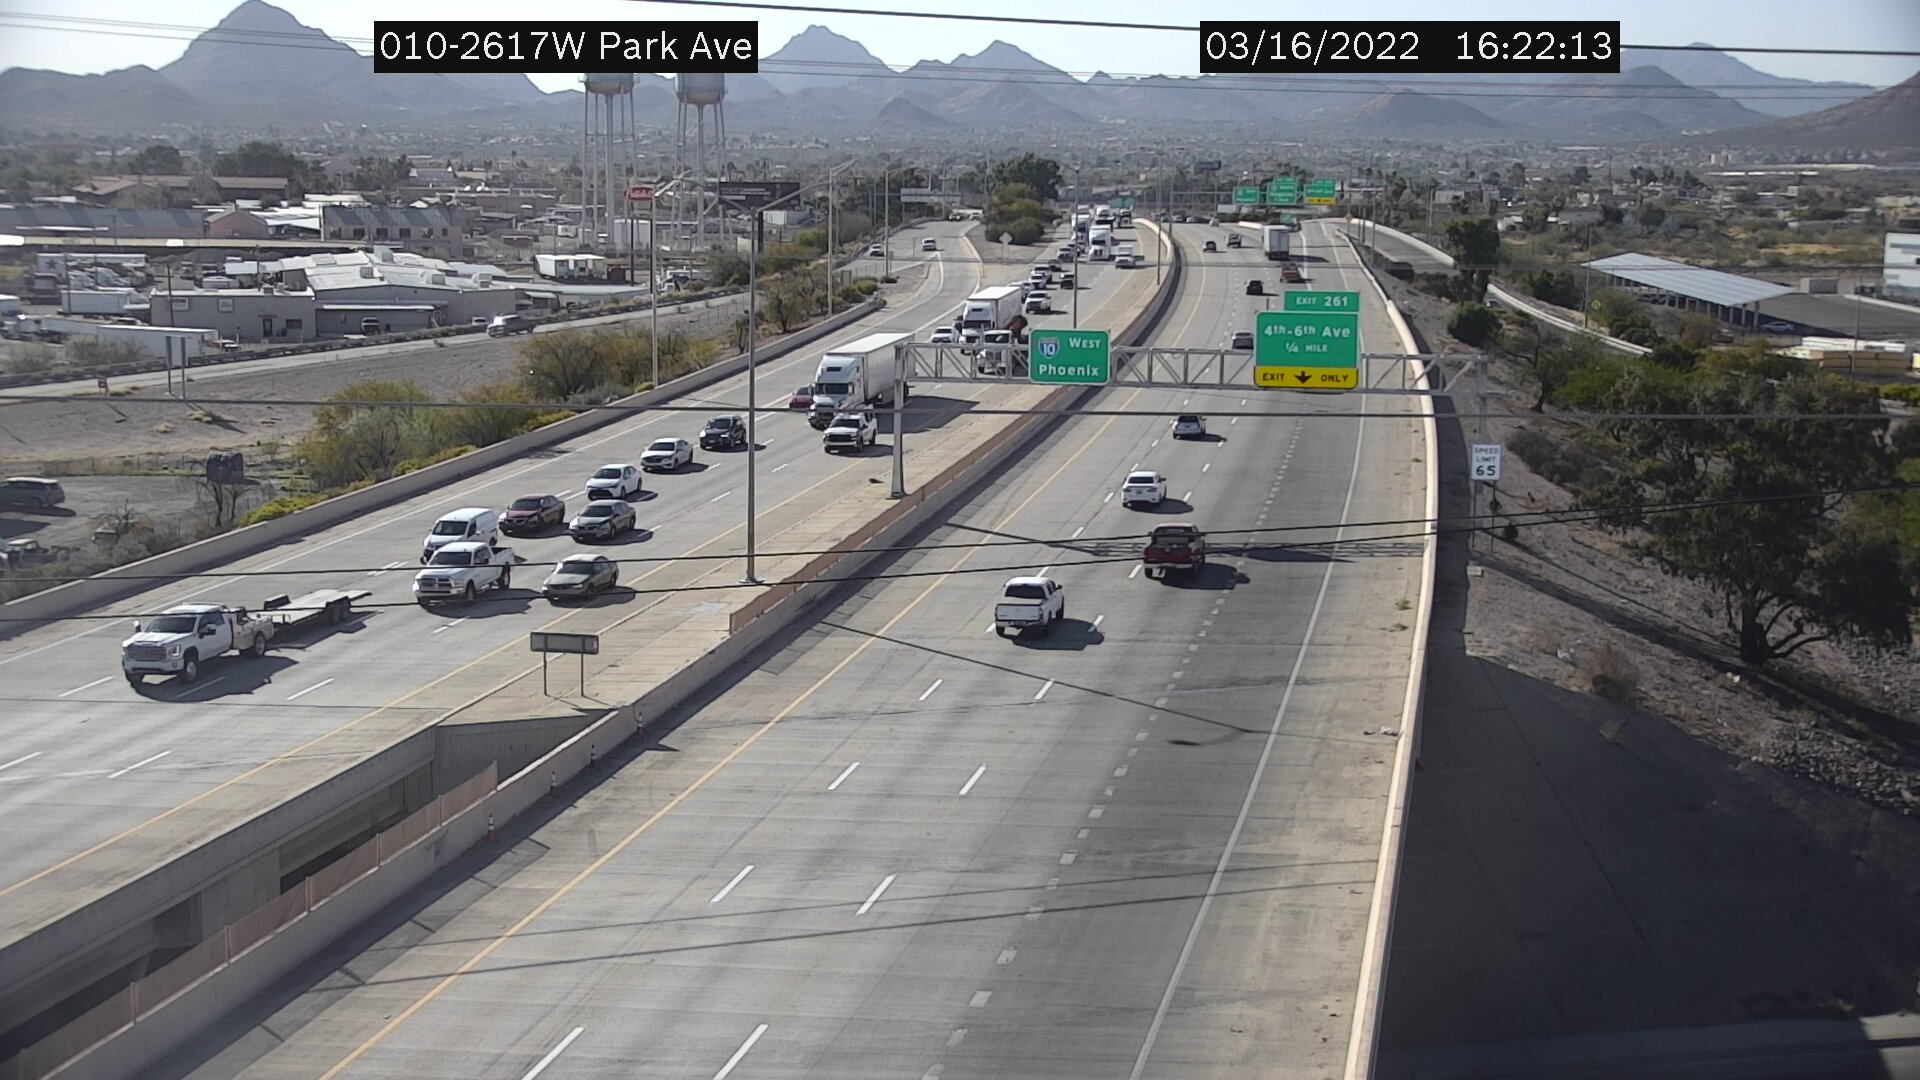 010-2617W Park Ave
03/16/2022 16:22:13
EXIT 261
4th-6th Ave
1/4 MILE
EXIT ONLY
10 WEST
Phoenix
SPEED
LIMIT
65